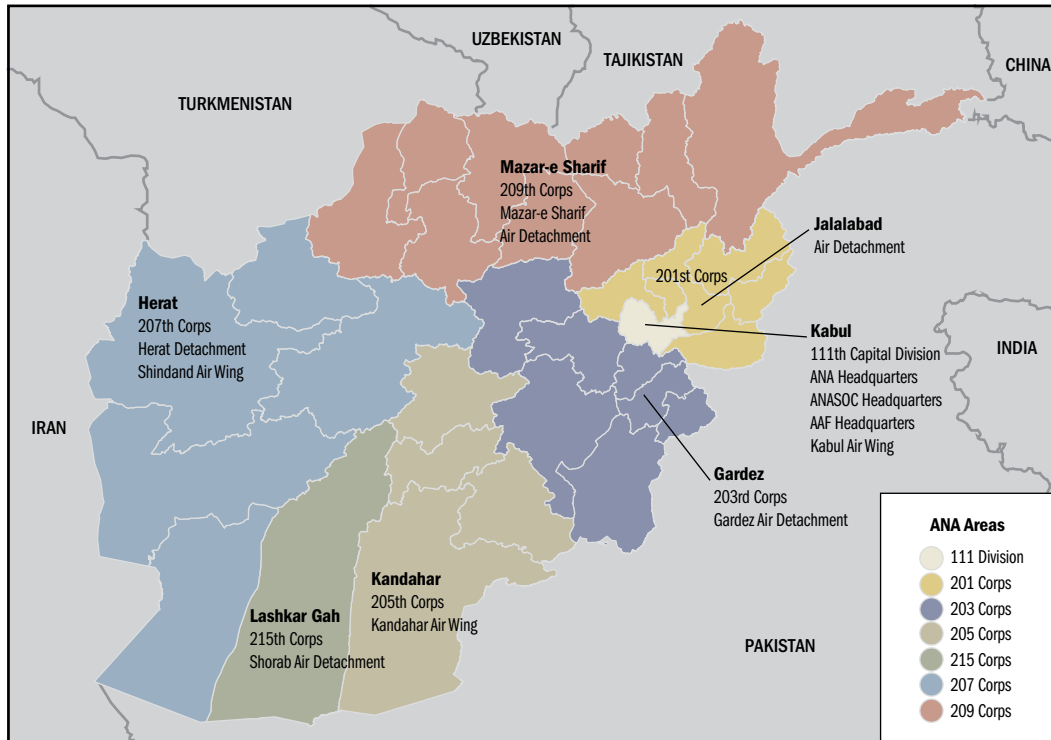 UZBEKISTAN
TAJIKISTAN
CHINA
TURKMENISTAN
Mazar-e Sharif
209th Corps
Mazar-e Sharif
Air Detachment
Jalalabad
Air Detachment
201st Corps
Herat
207th Corps
Herat Detachment
Shindand Air Wing
Kabul
111th Capital Division
ANA Headquarters
ANASOC Headquarters
AAF Headquarters
Kabul Air Wing
INDIA
IRAN
Gardez
203rd Corps
Gardez Air Detachment
Kandahar
205th Corps
Kandahar Air Wing
Lashkar Gah
215th Corps
Shorab Air Detachment
PAKISTAN
ANA Areas
111 Division
201 Corps
203 Corps
205 Corps
215 Corps
207 Corps
209 Corps